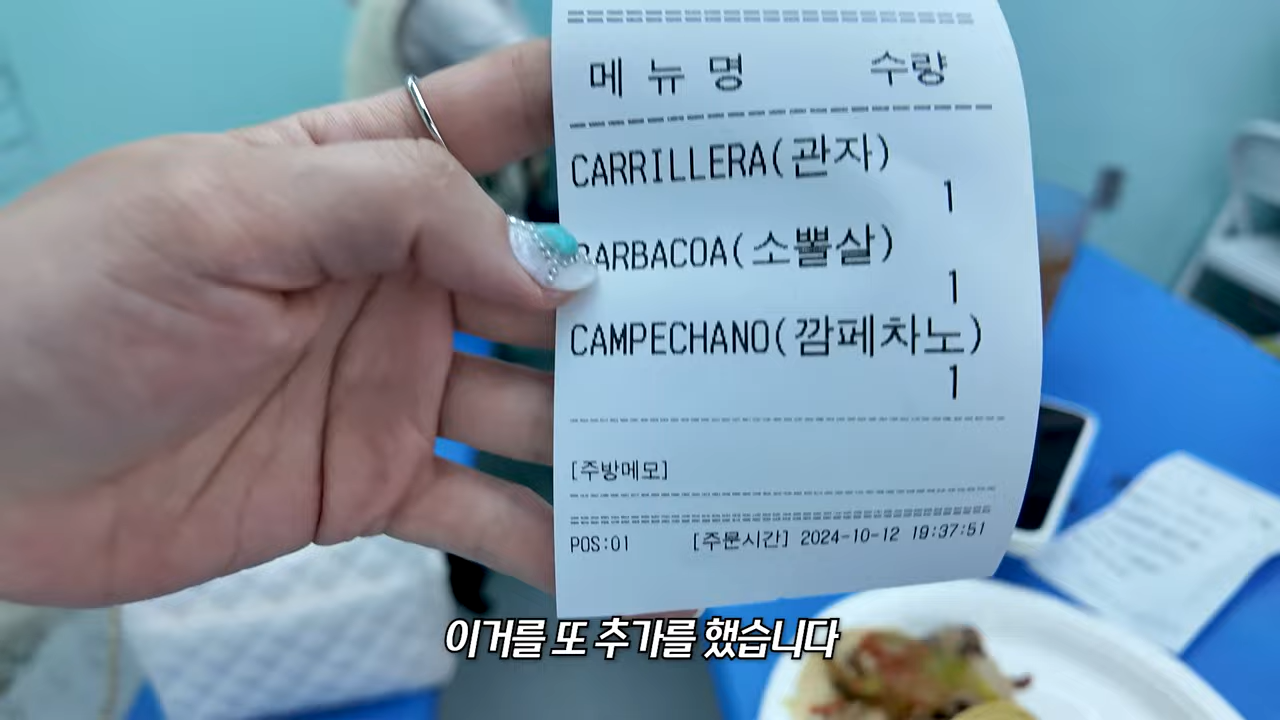 메 뉴 명 수량
CARRILLERA(관자)
1
BARBACOA(소뽈살)
1
CAMPECHANO(깜페차노)
1
[주방메모]
POS:01 [주문시간] 2024-10-12 19:37:51
이거를 또 추가를 했습니다